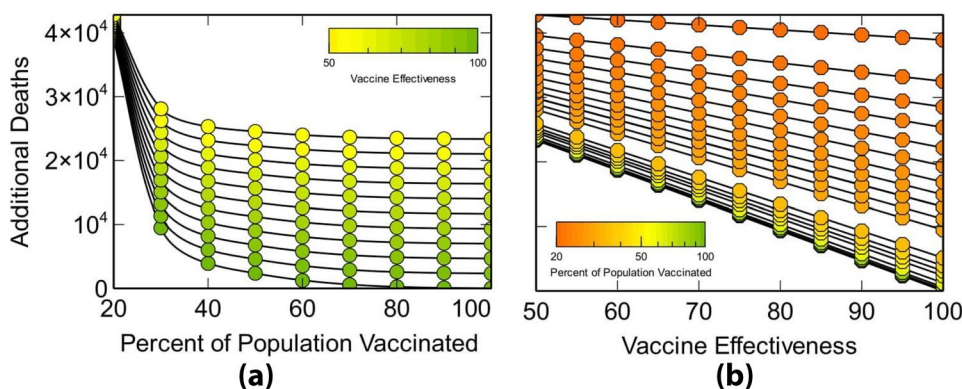 4×10⁴
3×10⁴
2×10⁴
10⁴
0
Additional Deaths
50 100
Vaccine Effectiveness
20 40 60 80 100
Percent of Population Vaccinated
(a)
20 50 100
Percent of Population Vaccinated
50 60 70 80 90 100
Vaccine Effectiveness
(b)